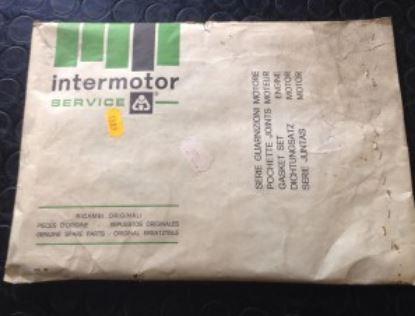 intermotor
SERVICE
RICAMBI ORIGINALI
PIECES D'ORIGINE - REPUESTOS ORIGINALES
GENUINE SPARE PARTS - ORIGINAL ERSATZTEILE
SERIE GUARNIZIONI MOTORE
POCHETTE JOINTS MOTEUR
GASKET SET ENGINE
DICHTUNGSATZ MOTOR
SERIE JUNTAS MOTOR